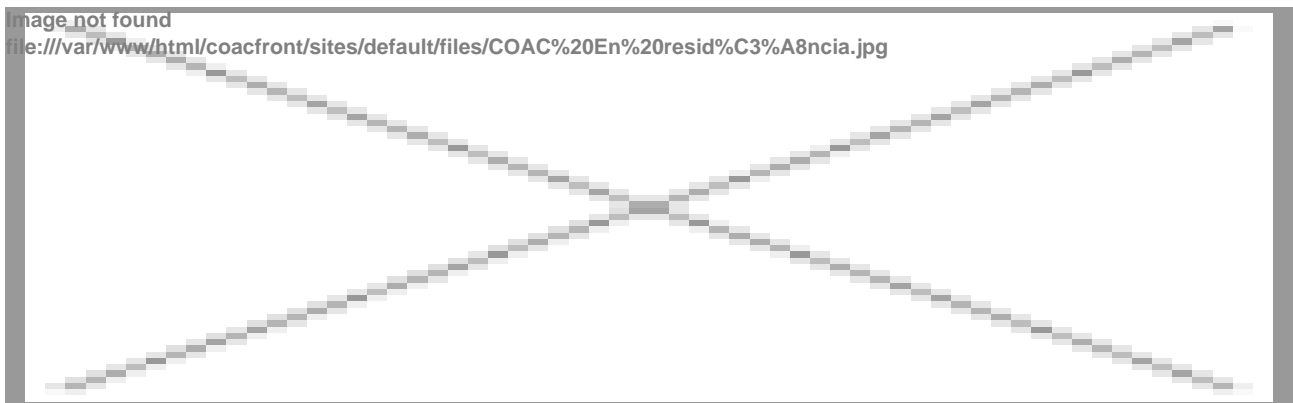 Image not found
file:///var/www/html/coacfront/sites/default/files/COAC%20En%20resid%C3%A8ncia.jpg